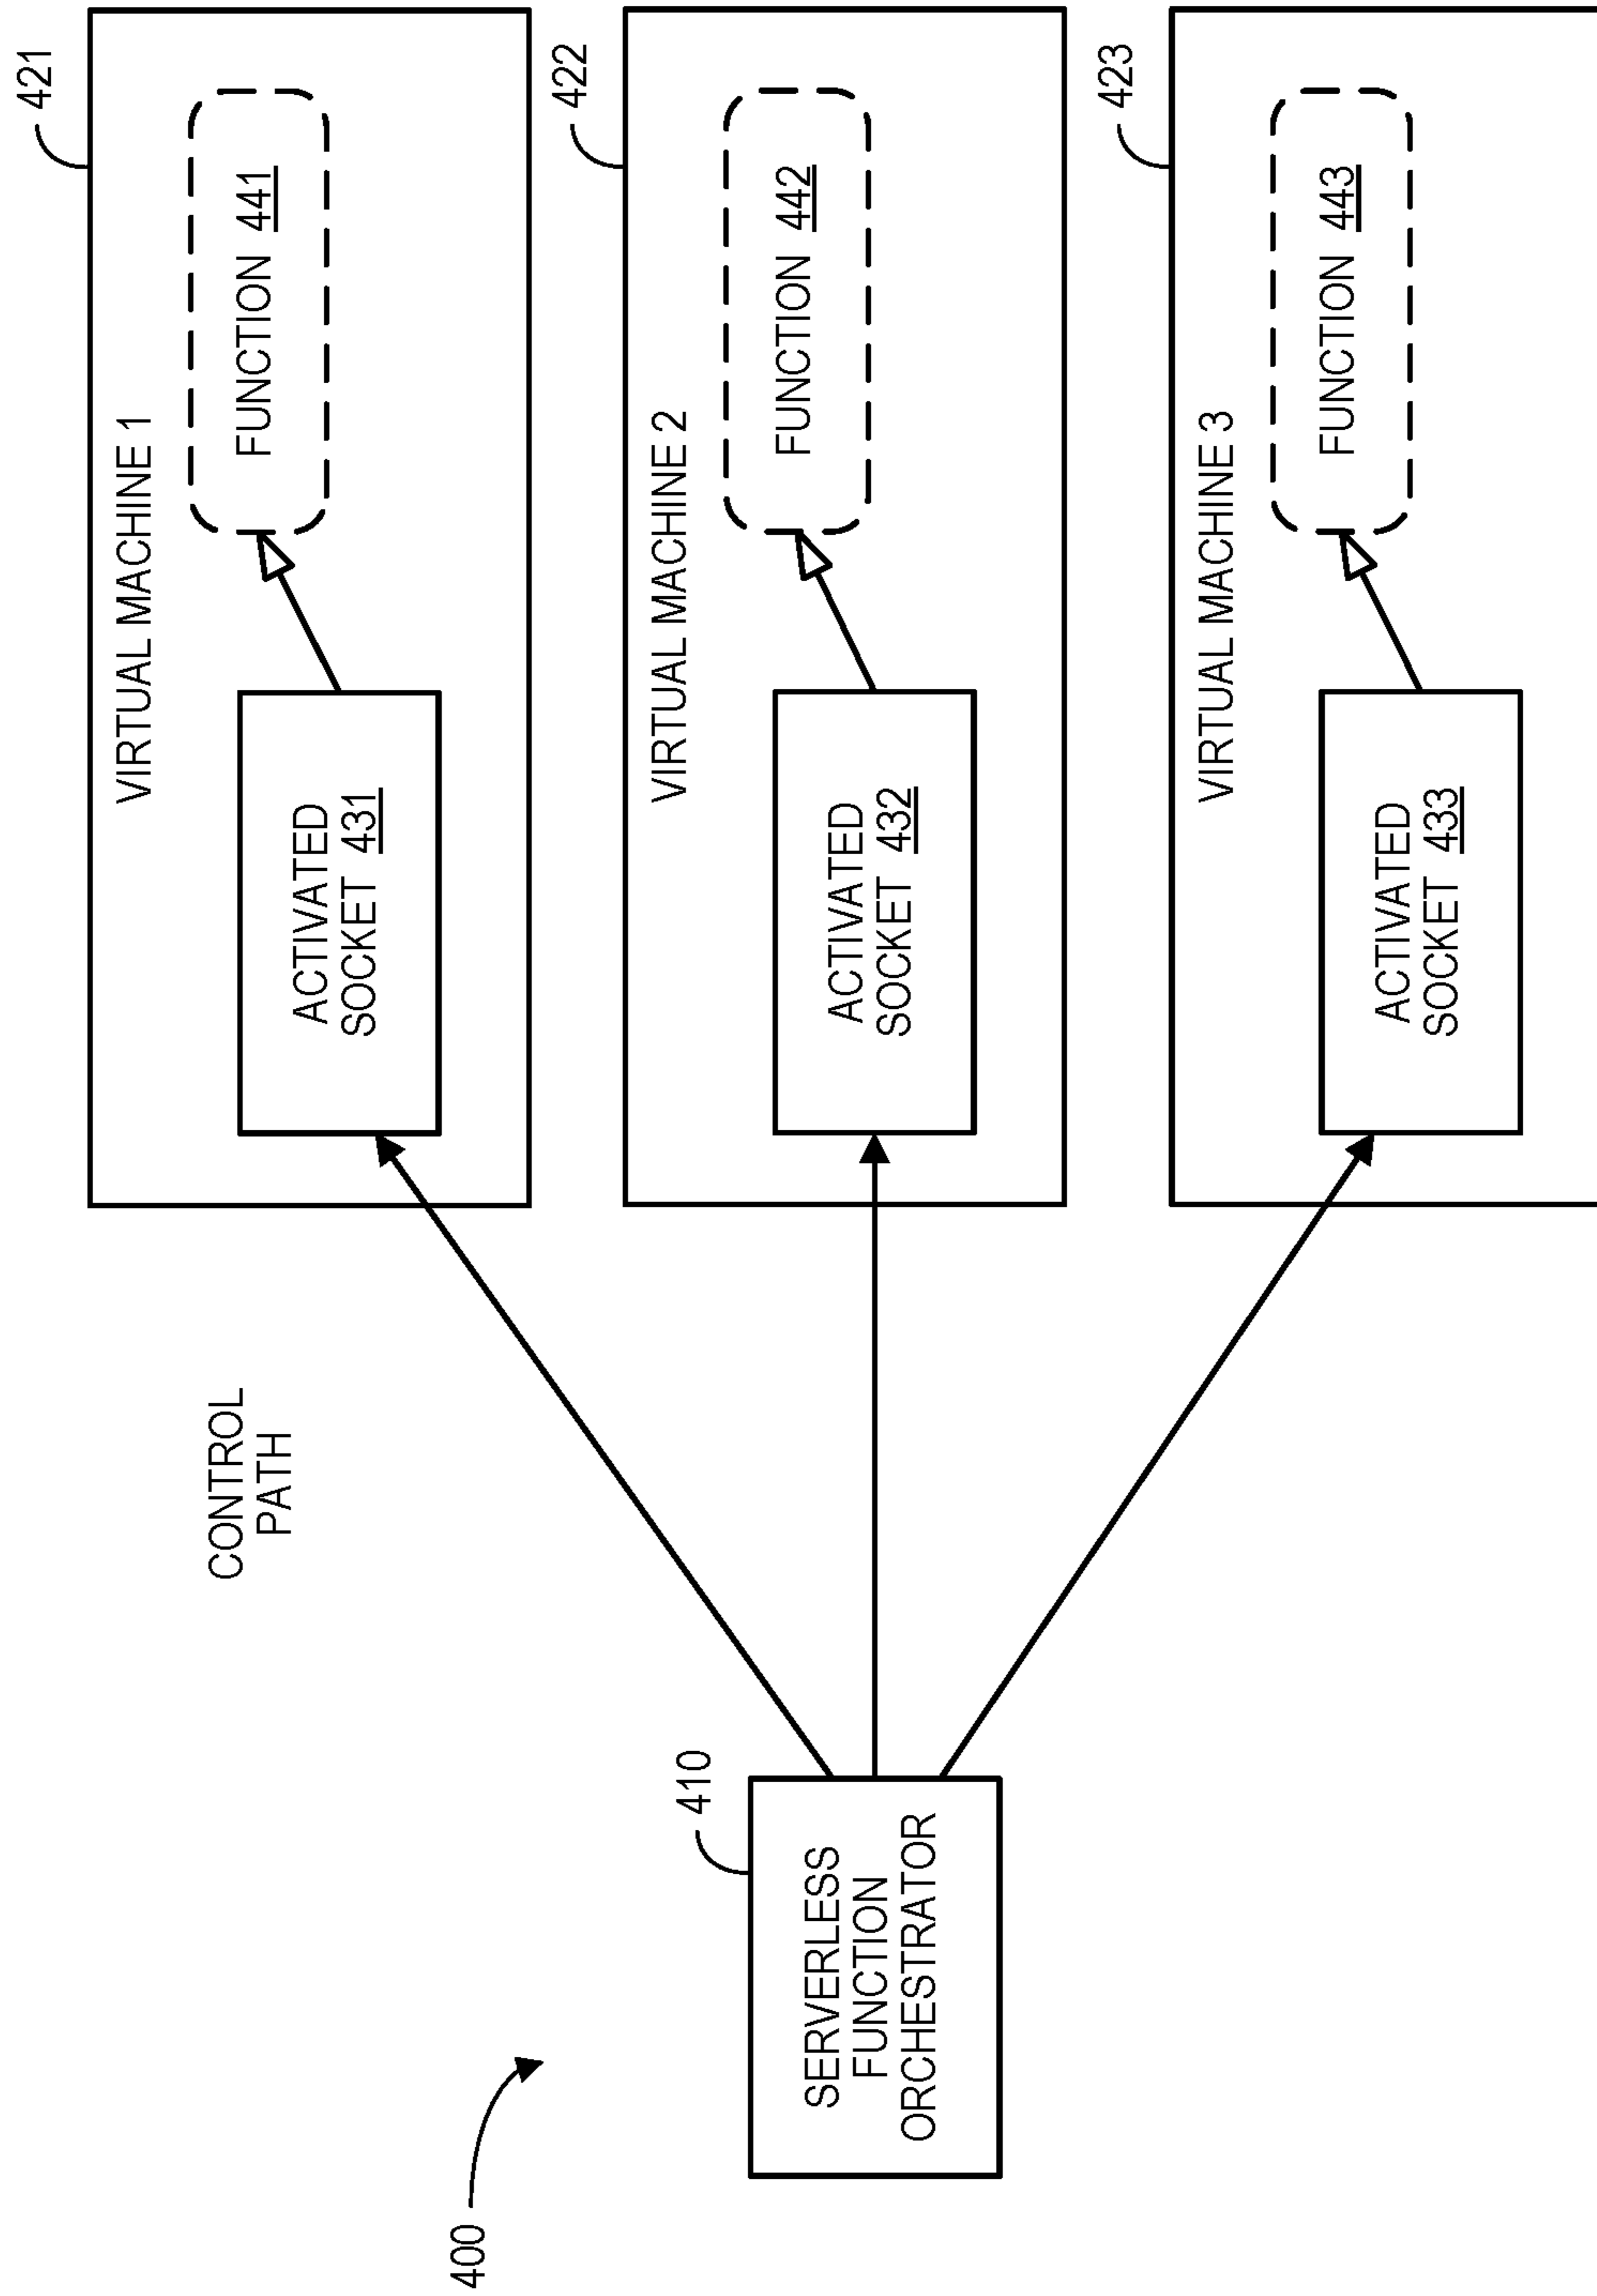 400
410
SERVERLESS
FUNCTION
ORCHESTRATOR
CONTROL
PATH
421
VIRTUAL MACHINE 1
ACTIVATED
SOCKET 431
FUNCTION 441
422
VIRTUAL MACHINE 2
ACTIVATED
SOCKET 432
FUNCTION 442
423
VIRTUAL MACHINE 3
ACTIVATED
SOCKET 433
FUNCTION 443